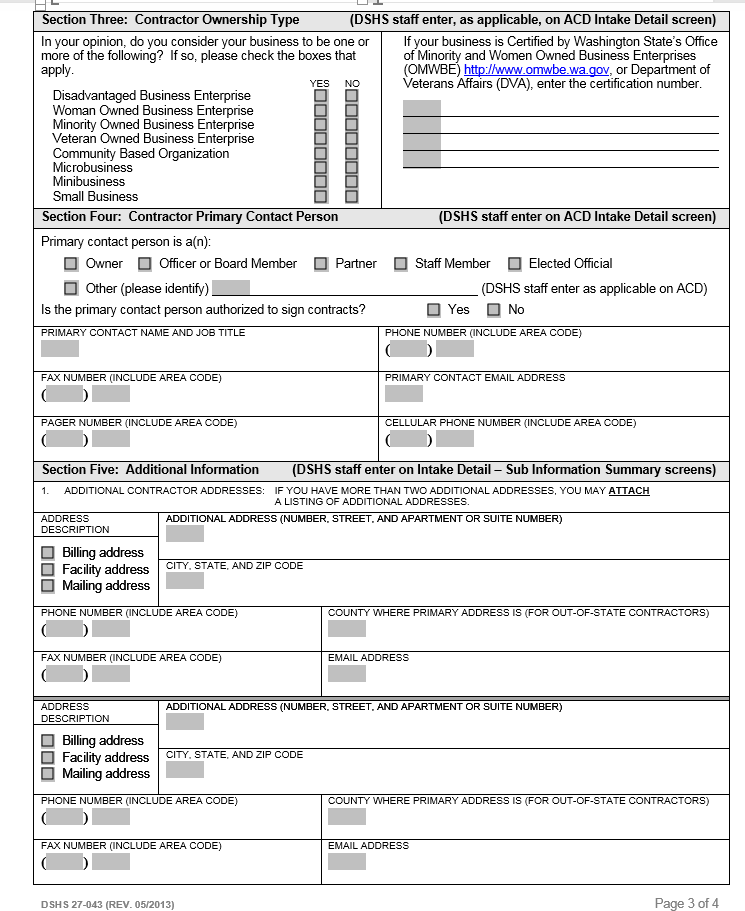 Section Three: Contractor Ownership Type (DSHS staff enter, as applicable, on ACD Intake Detail screen)
In your opinion, do you consider your business to be one or
more of the following? If so, please check the boxes that
apply.
YES NO
Disadvantaged Business Enterprise
Woman Owned Business Enterprise
Minority Owned Business Enterprise
Veteran Owned Business Enterprise
Community Based Organization
Microbusiness
Minibusiness
Small Business
If your business is Certified by Washington State's Office
of Minority and Women Owned Business Enterprises
(OMWBE) http://www.omwbe.wa.gov, or Department of
Veterans Affairs (DVA), enter the certification number.
Section Four: Contractor Primary Contact Person (DSHS staff enter on ACD Intake Detail screen)
Primary contact person is a(n):
Owner Officer or Board Member Partner Staff Member Elected Official
Other (please identify) (DSHS staff enter as applicable on ACD)
Is the primary contact person authorized to sign contracts? Yes No
PRIMARY CONTACT NAME AND JOB TITLE
PHONE NUMBER (INCLUDE AREA CODE)
( )
FAX NUMBER (INCLUDE AREA CODE)
( )
PRIMARY CONTACT EMAIL ADDRESS
PAGER NUMBER (INCLUDE AREA CODE)
( )
CELLULAR PHONE NUMBER (INCLUDE AREA CODE)
( )
Section Five: Additional Information (DSHS staff enter on Intake Detail – Sub Information Summary screens)
1. ADDITIONAL CONTRACTOR ADDRESSES: IF YOU HAVE MORE THAN TWO ADDITIONAL ADDRESSES, YOU MAY ATTACH
A LISTING OF ADDITIONAL ADDRESSES.
ADDRESS
DESCRIPTION
Billing address
Facility address
Mailing address
ADDITIONAL ADDRESS (NUMBER, STREET, AND APARTMENT OR SUITE NUMBER)
CITY, STATE, AND ZIP CODE
PHONE NUMBER (INCLUDE AREA CODE)
( )
COUNTY WHERE PRIMARY ADDRESS IS (FOR OUT-OF-STATE CONTRACTORS)
FAX NUMBER (INCLUDE AREA CODE)
( )
EMAIL ADDRESS
ADDRESS
DESCRIPTION
Billing address
Facility address
Mailing address
ADDITIONAL ADDRESS (NUMBER, STREET, AND APARTMENT OR SUITE NUMBER)
CITY, STATE, AND ZIP CODE
PHONE NUMBER (INCLUDE AREA CODE)
( )
COUNTY WHERE PRIMARY ADDRESS IS (FOR OUT-OF-STATE CONTRACTORS)
FAX NUMBER (INCLUDE AREA CODE)
( )
EMAIL ADDRESS
DSHS 27-043 (REV. 05/2013) Page 3 of 4